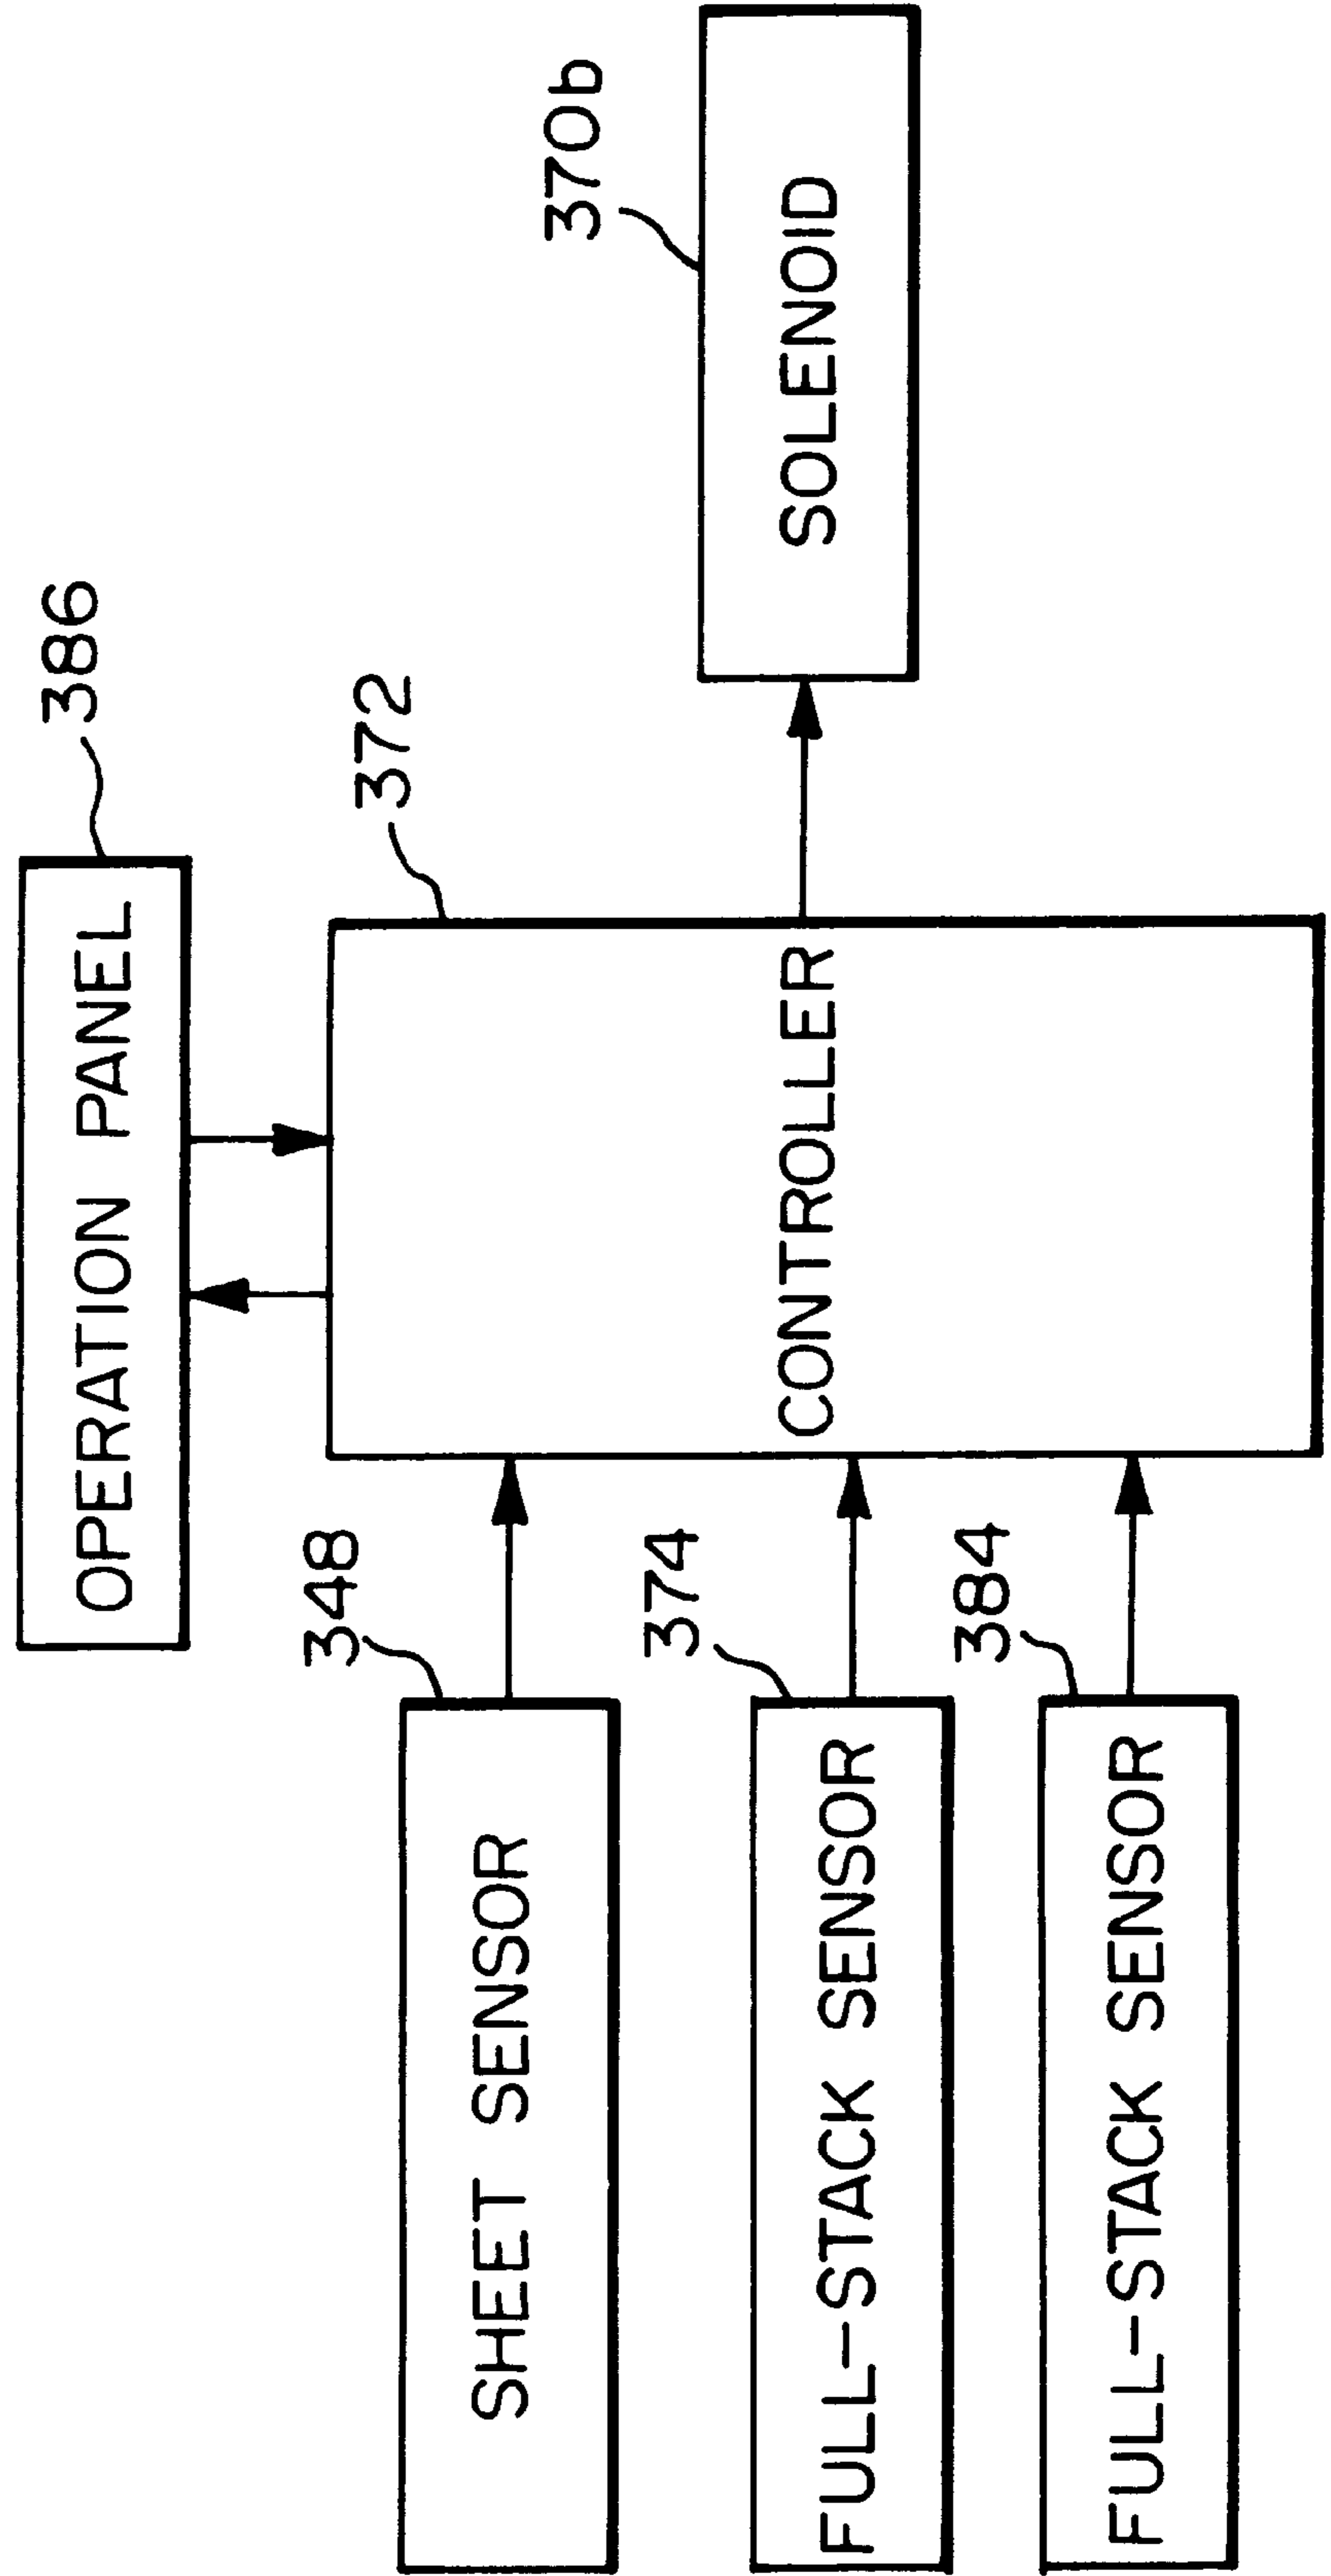 OPERATION PANEL
386
348
SHEET SENSOR
372
CONTROLLER
370b
SOLENOID
374
FULL-STACK SENSOR
384
FULL-STACK SENSOR